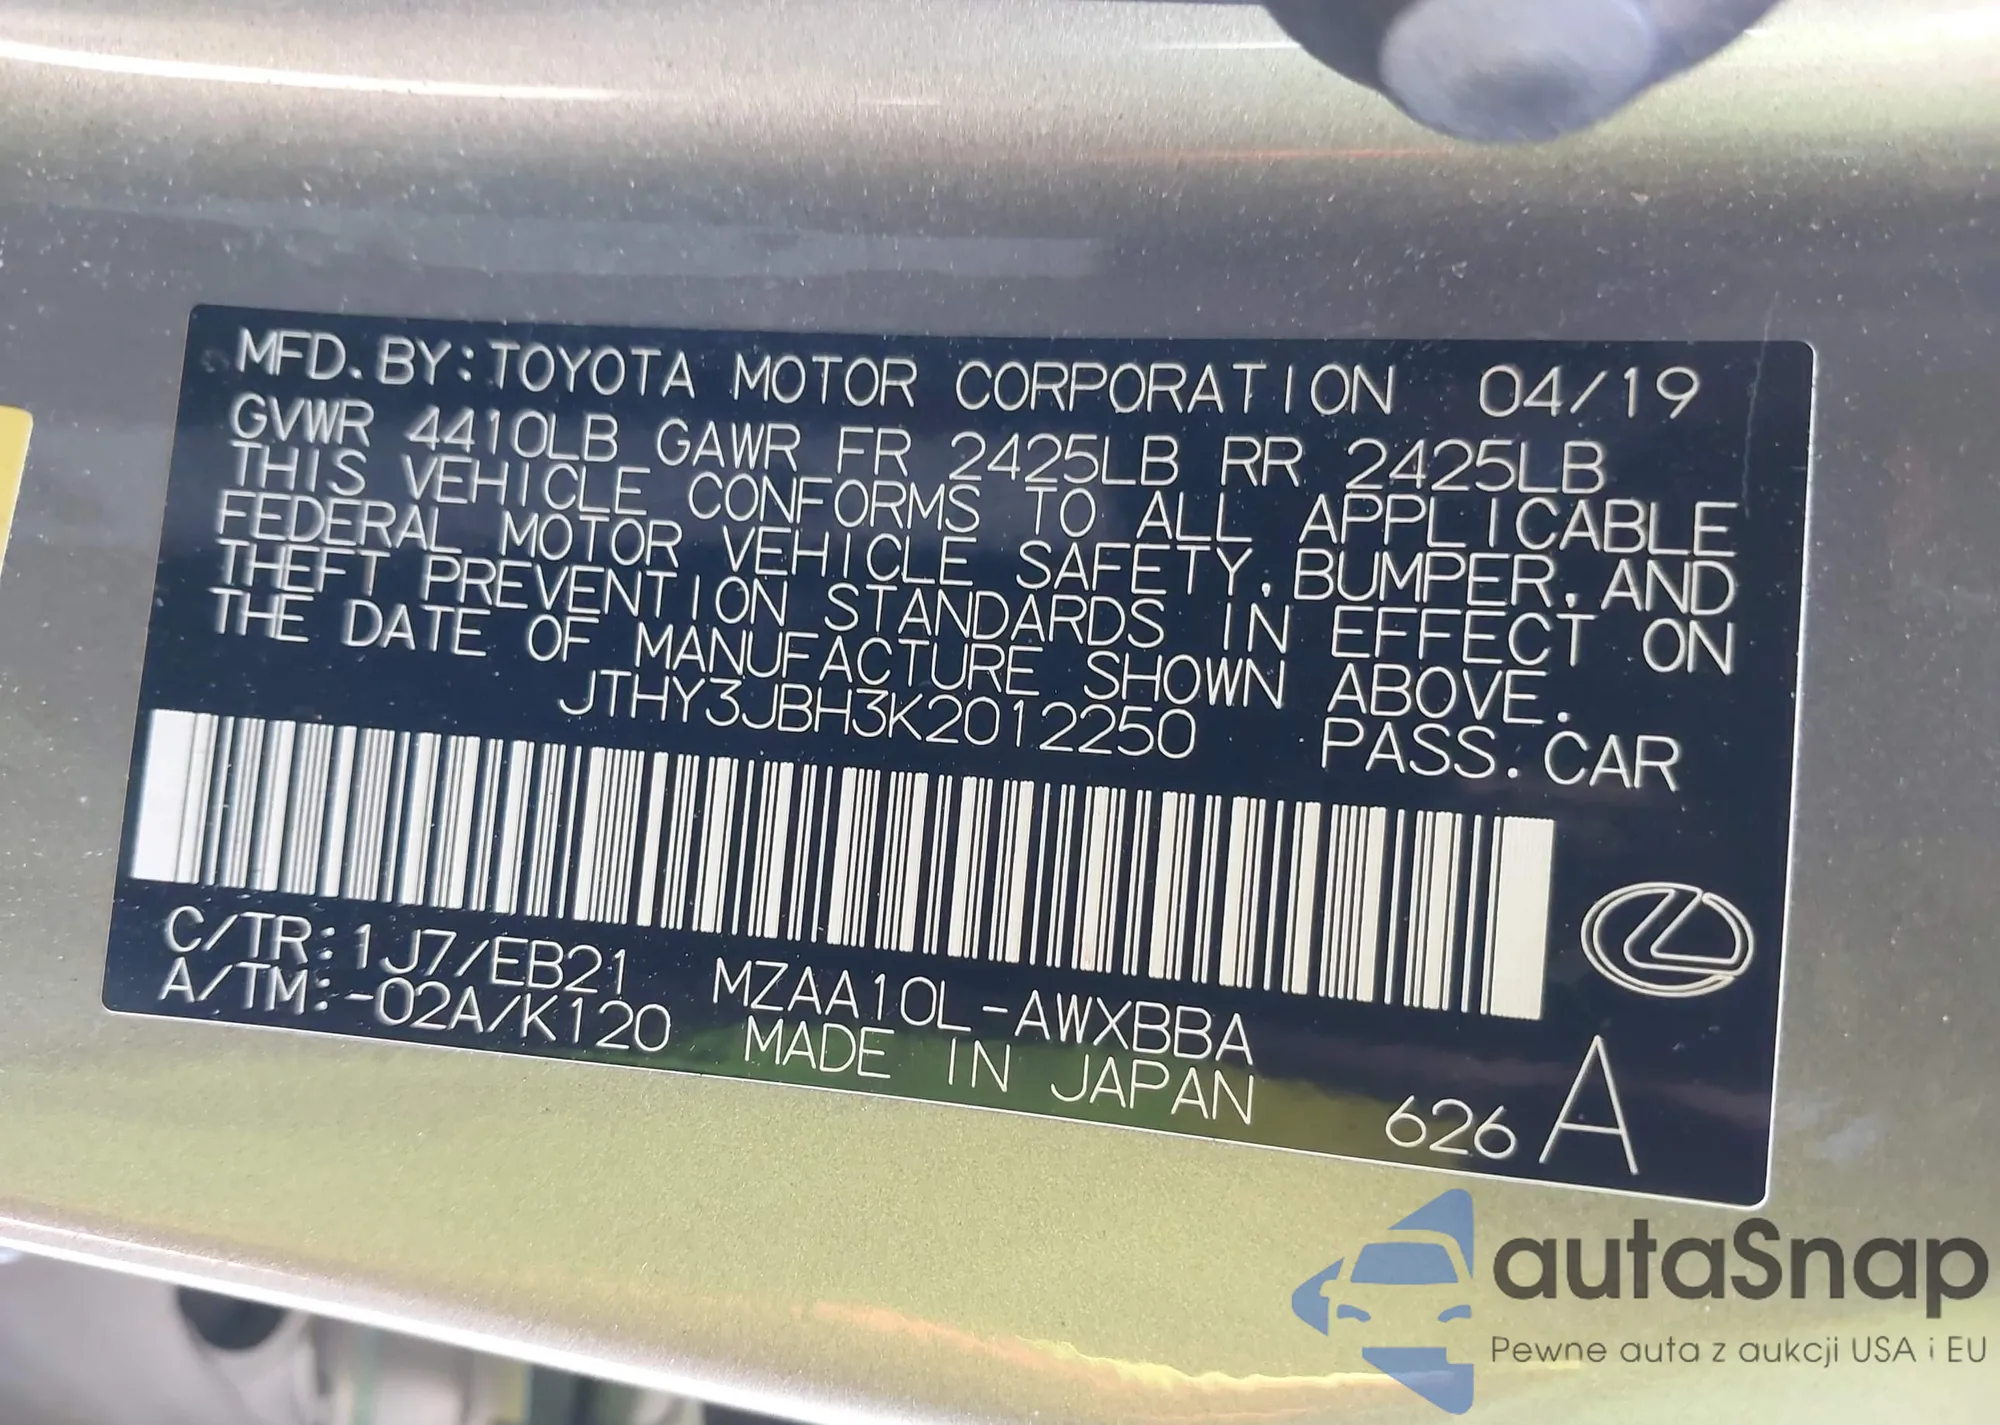 MFD. BY: TOYOTA MOTOR CORPORATION 04/19
GVWR 4410LB GAWR FR 2425LB RR 2425LB
THIS VEHICLE CONFORMS TO ALL APPLICABLE
FEDERAL MOTOR VEHICLE SAFETY, BUMPER, AND
THEFT PREVENTION STANDARDS IN EFFECT ON
THE DATE OF MANUFACTURE SHOWN ABOVE.
JTHY3JBH3K2012250 PASS. CAR
C/TR: 1J7/EB21 MZAA10L-AWXBBA
A/TM: -02A/K120 MADE IN JAPAN 626 A
autaSnap
Pewne auta z aukcji USA i EU